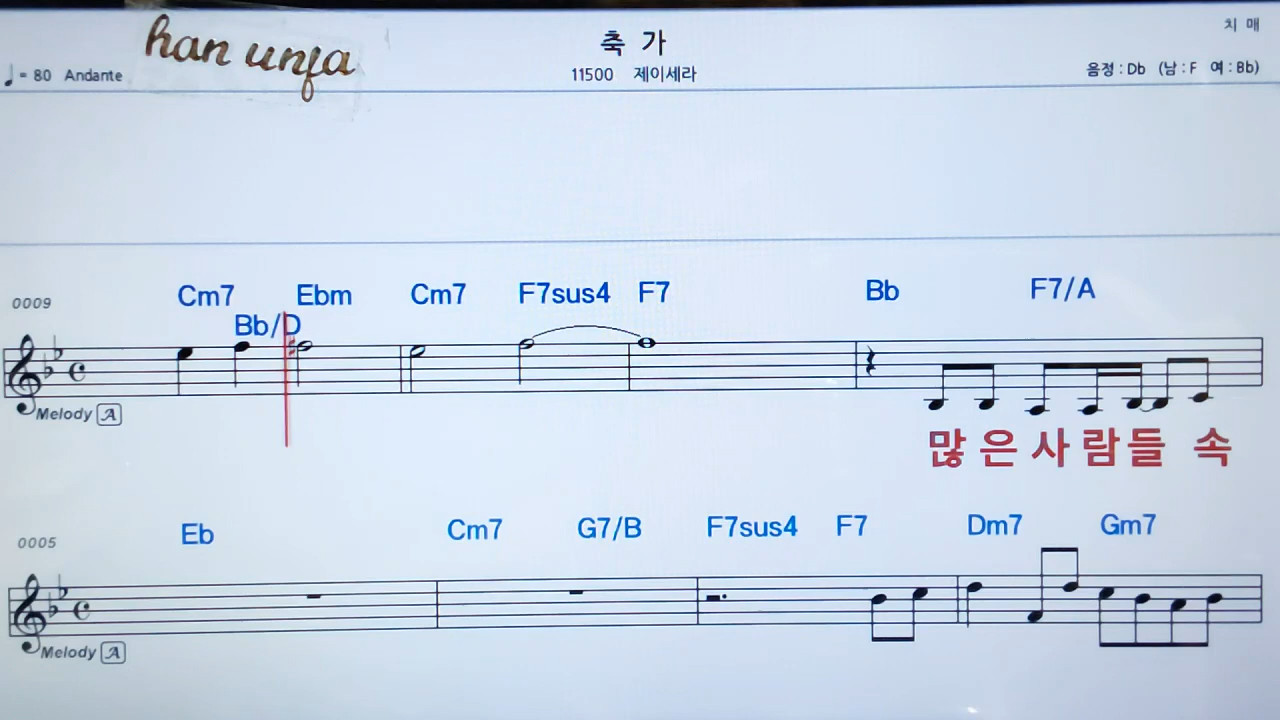 치 매
han unja
축 가
♩= 80 Andante
11500 제이세라
음정 : Db (남 : F 여 : Bb)
0009
Cm7 Ebm Cm7 F7sus4 F7 Bb F7/A
Bb/D
Melody A
많 은 사 람 들 속
0005
Eb Cm7 G7/B F7sus4 F7 Dm7 Gm7
Melody A